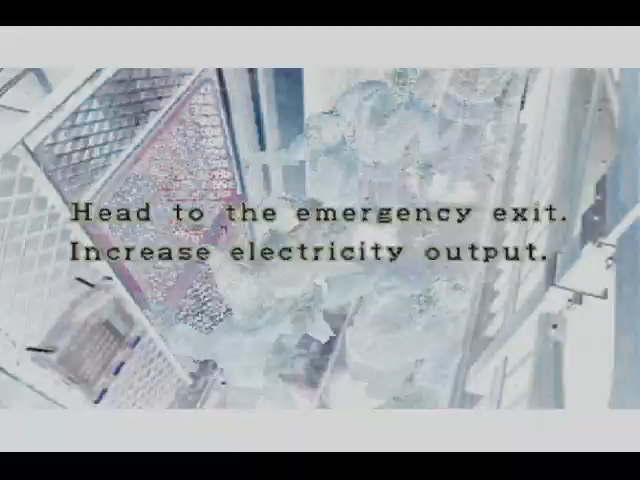 Head to the emergency exit.
Increase electricity output.